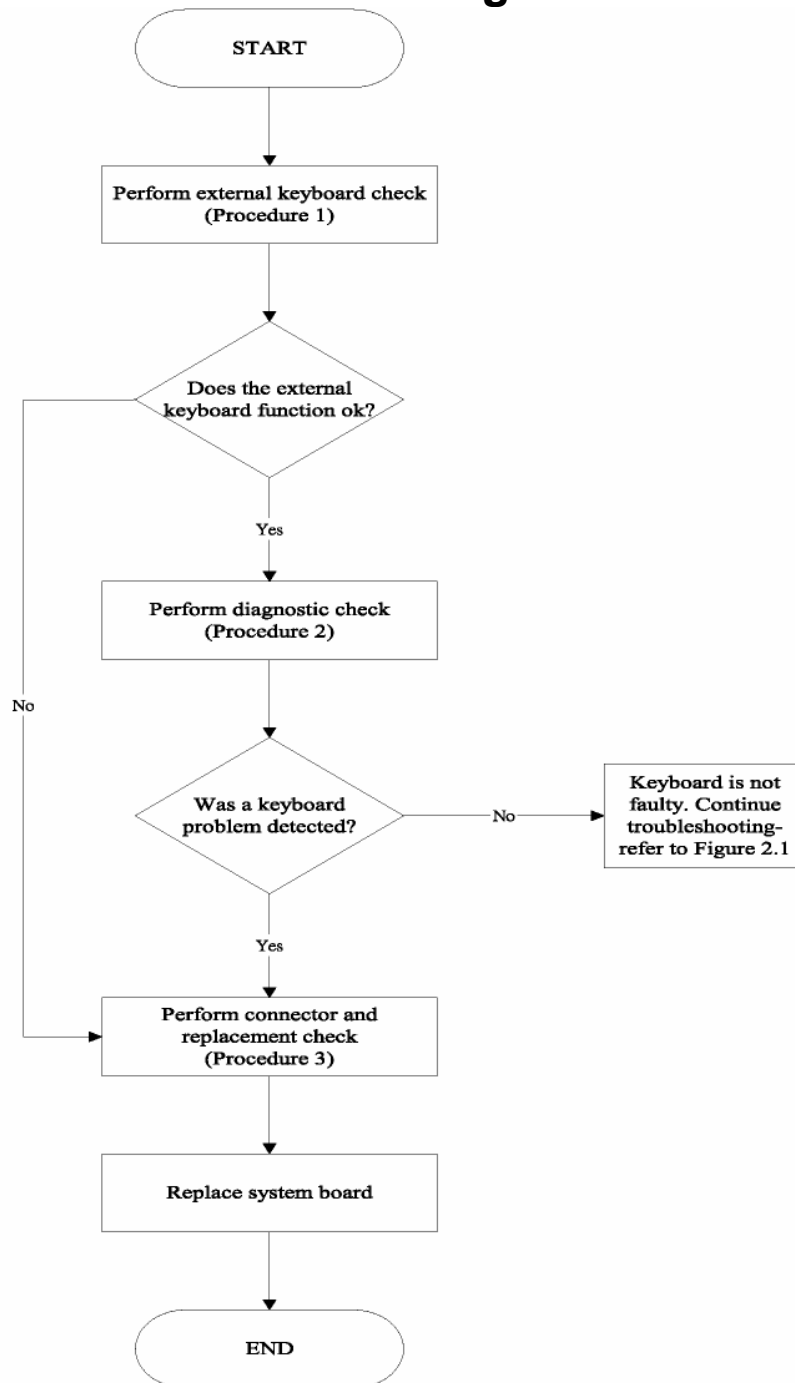 START
Perform external keyboard check
(Procedure 1)
Does the external
keyboard function ok?
Yes
Perform diagnostic check
(Procedure 2)
No
Was a keyboard
problem detected?
No
Keyboard is not
faulty. Continue
troubleshooting-
refer to Figure 2.1
Yes
Perform connector and
replacement check
(Procedure 3)
Replace system board
END